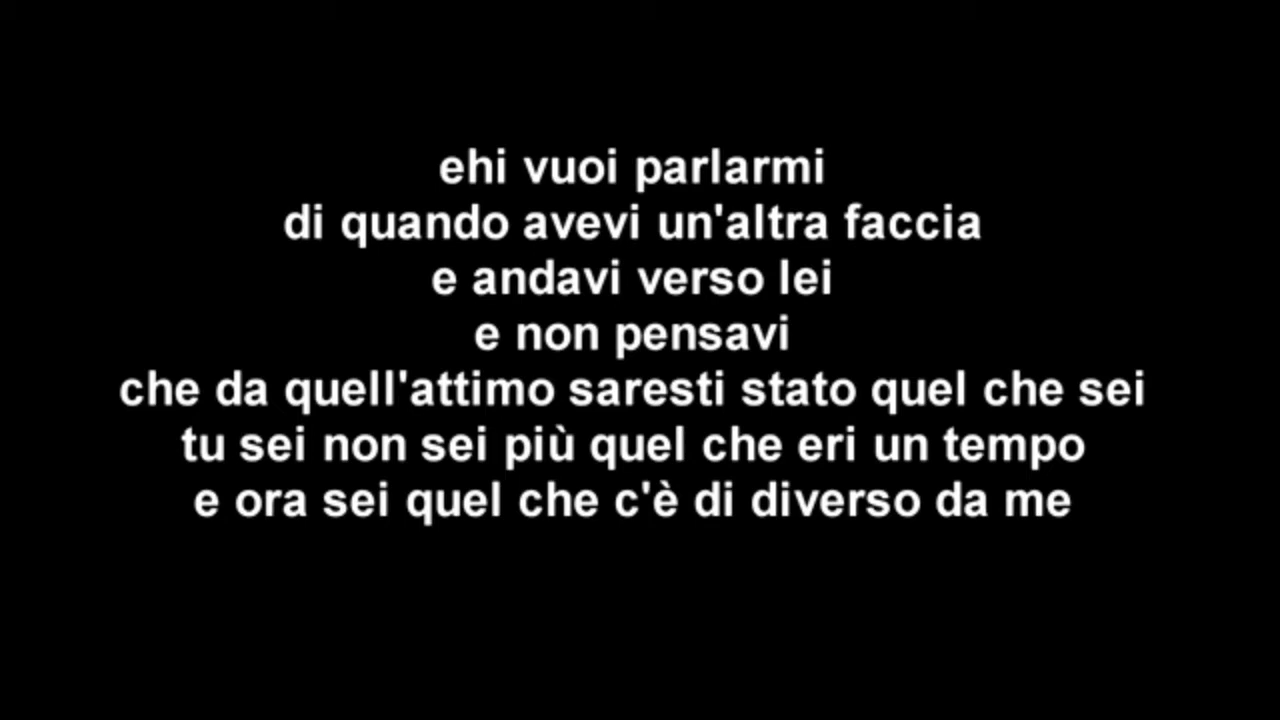 ehi vuoi parlarmi
di quando avevi un'altra faccia
e andavi verso lei
e non pensavi
che da quell'attimo saresti stato quel che sei
tu sei non sei più quel che eri un tempo
e ora sei quel che c'è di diverso da me